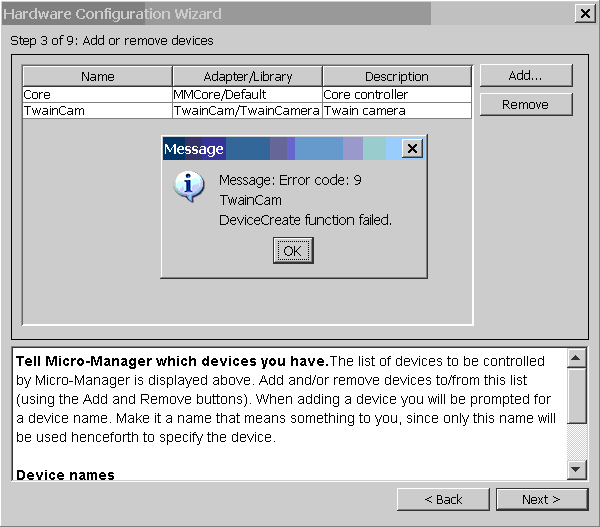 Hardware Configuration Wizard
Step 3 of 9: Add or remove devices
Name Adapter/Library Description
Core MMCore/Default Core controller
TwainCam TwainCam/TwainCamera Twain camera
Add...
Remove
Message
Message: Error code: 9
TwainCam
DeviceCreate function failed.
OK
Tell Micro-Manager which devices you have.The list of devices to be controlled
by Micro-Manager is displayed above. Add and/or remove devices to/from this list
(using the Add and Remove buttons). When adding a device you will be prompted for
a device name. Make it a name that means something to you, since only this name will
be used henceforth to specify the device.
Device names
< Back Next >